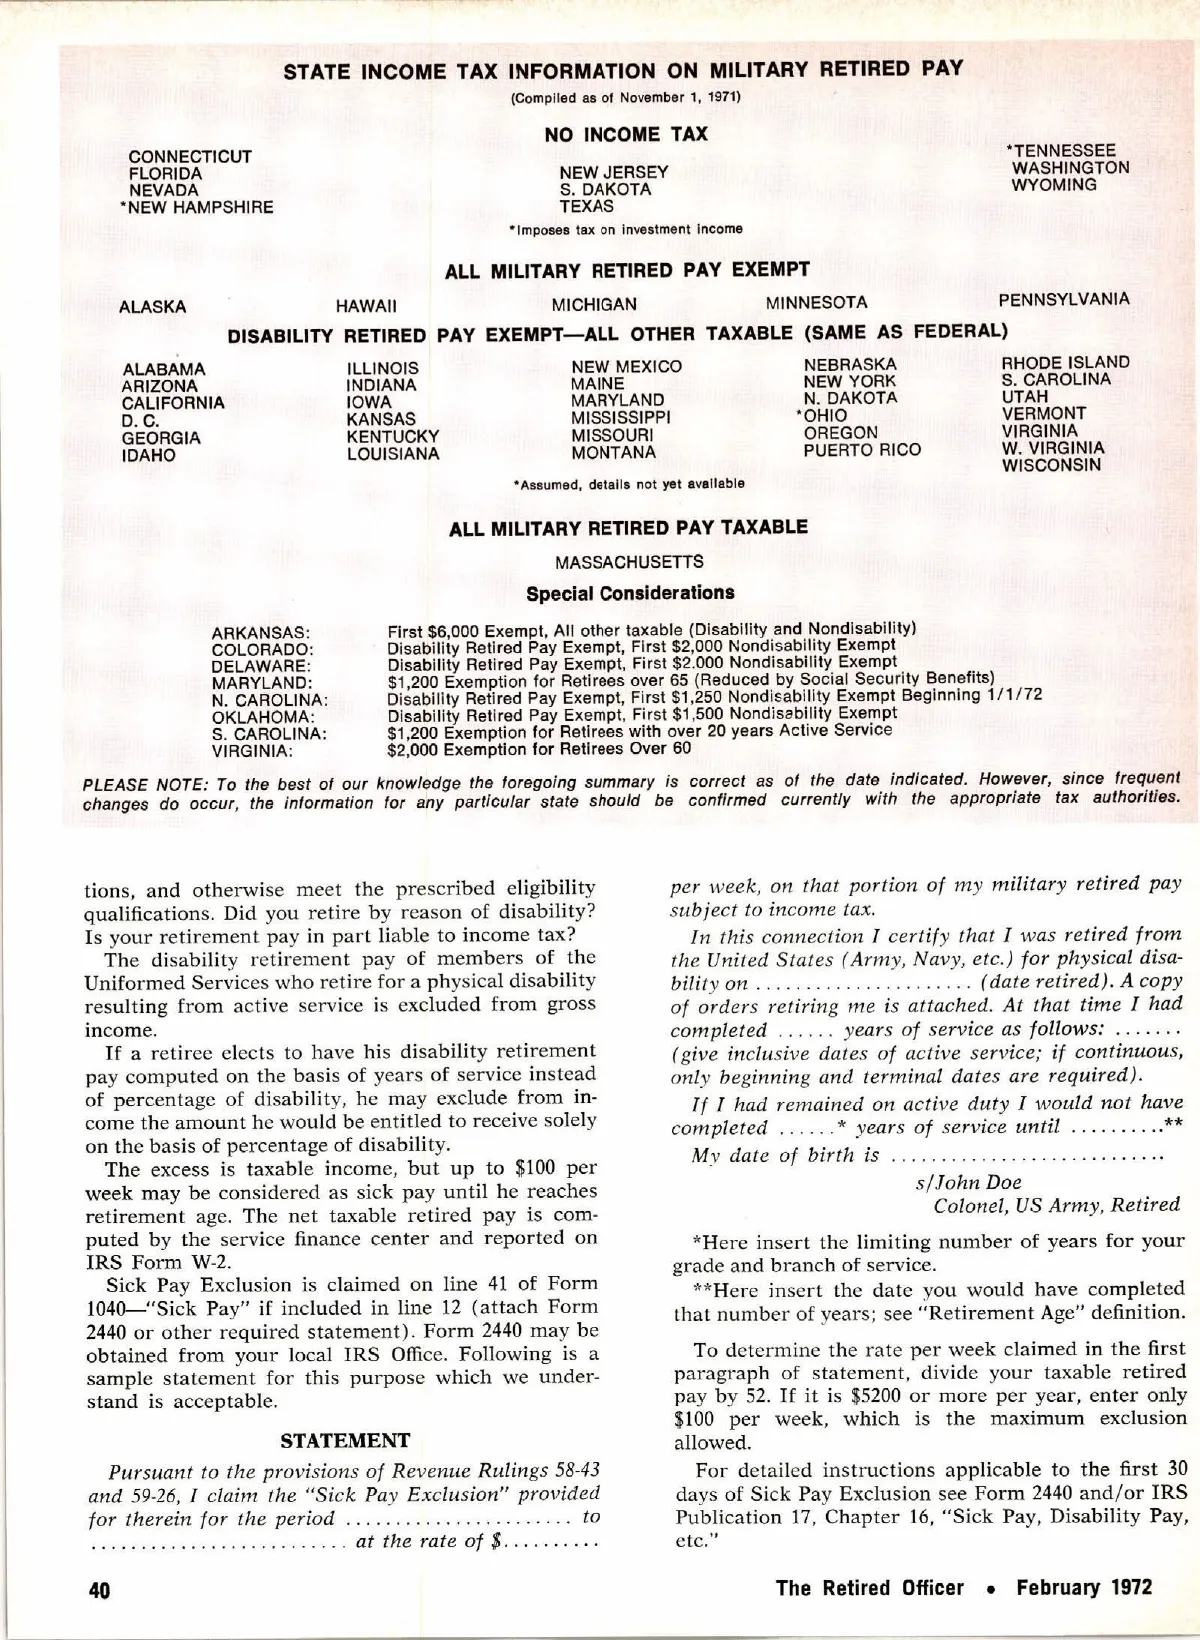 STATE INCOME TAX INFORMATION ON MILITARY RETIRED PAY
(Compiled as of November 1, 1971)
NO INCOME TAX
CONNECTICUT
FLORIDA
NEVADA
*NEW HAMPSHIRE
NEW JERSEY
S. DAKOTA
TEXAS
*TENNESSEE
WASHINGTON
WYOMING
*Imposes tax on investment income
ALL MILITARY RETIRED PAY EXEMPT
ALASKA HAWAII MICHIGAN MINNESOTA PENNSYLVANIA
DISABILITY RETIRED PAY EXEMPT—ALL OTHER TAXABLE (SAME AS FEDERAL)
ALABAMA
ARIZONA
CALIFORNIA
D. C.
GEORGIA
IDAHO
ILLINOIS
INDIANA
IOWA
KANSAS
KENTUCKY
LOUISIANA
NEW MEXICO
MAINE
MARYLAND
MISSISSIPPI
MISSOURI
MONTANA
NEBRASKA
NEW YORK
N. DAKOTA
*OHIO
OREGON
PUERTO RICO
RHODE ISLAND
S. CAROLINA
UTAH
VERMONT
VIRGINIA
W. VIRGINIA
WISCONSIN
*Assumed, details not yet available
ALL MILITARY RETIRED PAY TAXABLE
MASSACHUSETTS
Special Considerations
ARKANSAS: First $6,000 Exempt, All other taxable (Disability and Nondisability)
COLORADO: Disability Retired Pay Exempt, First $2,000 Nondisability Exempt
DELAWARE: Disability Retired Pay Exempt, First $2.000 Nondisability Exempt
MARYLAND: $1,200 Exemption for Retirees over 65 (Reduced by Social Security Benefits)
N. CAROLINA: Disability Retired Pay Exempt, First $1,250 Nondisability Exempt Beginning 1/1/72
OKLAHOMA: Disability Retired Pay Exempt, First $1,500 Nondisability Exempt
S. CAROLINA: $1,200 Exemption for Retirees with over 20 years Active Service
VIRGINIA: $2,000 Exemption for Retirees Over 60
PLEASE NOTE: To the best of our knowledge the foregoing summary is correct as of the date indicated. However, since frequent
changes do occur, the information for any particular state should be confirmed currently with the appropriate tax authorities.
tions, and otherwise meet the prescribed eligibility
qualifications. Did you retire by reason of disability?
Is your retirement pay in part liable to income tax?
The disability retirement pay of members of the
Uniformed Services who retire for a physical disability
resulting from active service is excluded from gross
income.
If a retiree elects to have his disability retirement
pay computed on the basis of years of service instead
of percentage of disability, he may exclude from in-
come the amount he would be entitled to receive solely
on the basis of percentage of disability.
The excess is taxable income, but up to $100 per
week may be considered as sick pay until he reaches
retirement age. The net taxable retired pay is com-
puted by the service finance center and reported on
IRS Form W-2.
Sick Pay Exclusion is claimed on line 41 of Form
1040—"Sick Pay" if included in line 12 (attach Form
2440 or other required statement). Form 2440 may be
obtained from your local IRS Office. Following is a
sample statement for this purpose which we under-
stand is acceptable.
STATEMENT
Pursuant to the provisions of Revenue Rulings 58-43
and 59-26, I claim the "Sick Pay Exclusion" provided
for therein for the period ....................... to
.......................... at the rate of $..........
per week, on that portion of my military retired pay
subject to income tax.
In this connection I certify that I was retired from
the United States (Army, Navy, etc.) for physical disa-
bility on ...................... (date retired). A copy
of orders retiring me is attached. At that time I had
completed ...... years of service as follows: .......
(give inclusive dates of active service; if continuous,
only beginning and terminal dates are required).
If I had remained on active duty I would not have
completed ......* years of service until ..........**
My date of birth is ............................
s/John Doe
Colonel, US Army, Retired
*Here insert the limiting number of years for your
grade and branch of service.
**Here insert the date you would have completed
that number of years; see "Retirement Age" definition.
To determine the rate per week claimed in the first
paragraph of statement, divide your taxable retired
pay by 52. If it is $5200 or more per year, enter only
$100 per week, which is the maximum exclusion
allowed.
For detailed instructions applicable to the first 30
days of Sick Pay Exclusion see Form 2440 and/or IRS
Publication 17, Chapter 16, "Sick Pay, Disability Pay,
etc."
40
The Retired Officer • February 1972